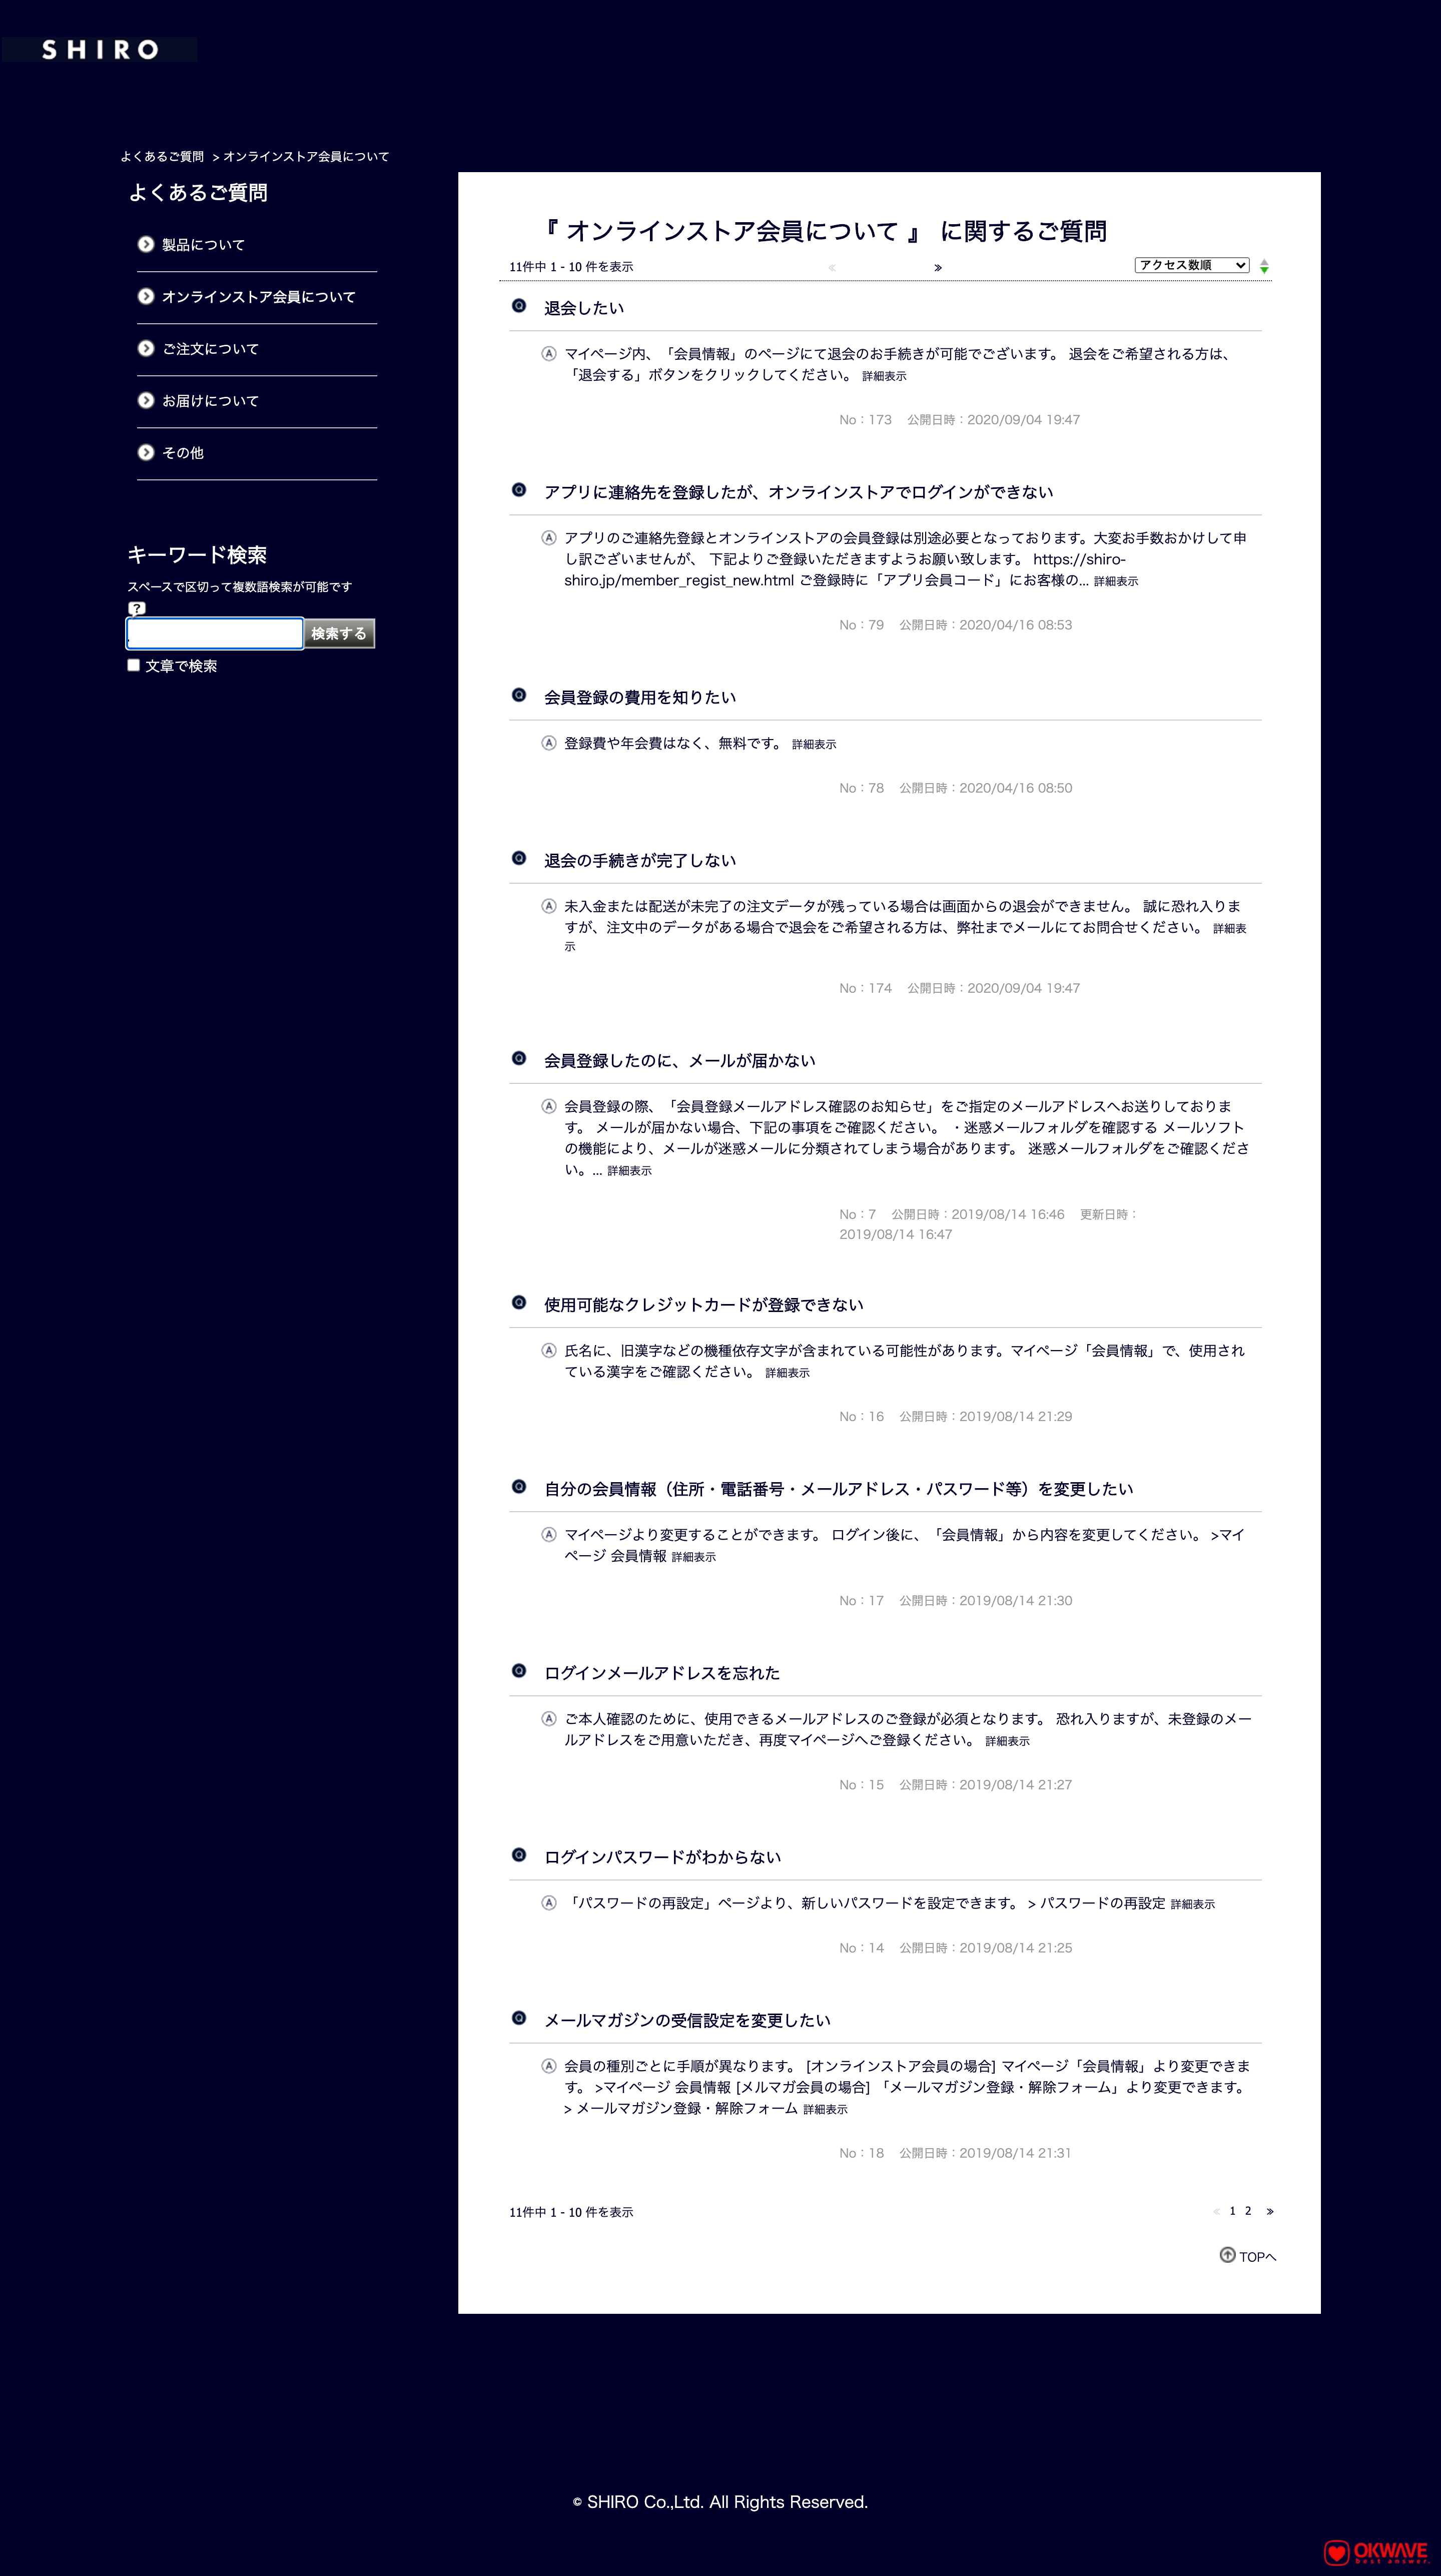 SHIRO
よくあるご質問 > オンラインストア会員について
よくあるご質問
製品について
オンラインストア会員について
ご注文について
お届けについて
その他
キーワード検索
スペースで区切って複数語検索が可能です
?
検索する
文章で検索
『 オンラインストア会員について 』 に関するご質問
11件中 1 - 10 件を表示
≪ ≫
アクセス数順
Q 退会したい
A マイページ内、「会員情報」のページにて退会のお手続きが可能でございます。 退会をご希望される方は、
「退会する」ボタンをクリックしてください。 詳細表示
No：173 公開日時：2020/09/04 19:47
Q アプリに連絡先を登録したが、オンラインストアでログインができない
A アプリのご連絡先登録とオンラインストアの会員登録は別途必要となっております。大変お手数おかけして申
し訳ございませんが、 下記よりご登録いただきますようお願い致します。 https://shiro-
shiro.jp/member_regist_new.html ご登録時に「アプリ会員コード」にお客様の... 詳細表示
No：79 公開日時：2020/04/16 08:53
Q 会員登録の費用を知りたい
A 登録費や年会費はなく、無料です。 詳細表示
No：78 公開日時：2020/04/16 08:50
Q 退会の手続きが完了しない
A 未入金または配送が未完了の注文データが残っている場合は画面からの退会ができません。 誠に恐れ入りま
すが、注文中のデータがある場合で退会をご希望される方は、弊社までメールにてお問合せください。 詳細表
示
No：174 公開日時：2020/09/04 19:47
Q 会員登録したのに、メールが届かない
A 会員登録の際、「会員登録メールアドレス確認のお知らせ」をご指定のメールアドレスへお送りしておりま
す。 メールが届かない場合、下記の事項をご確認ください。 ・迷惑メールフォルダを確認する メールソフト
の機能により、メールが迷惑メールに分類されてしまう場合があります。 迷惑メールフォルダをご確認くださ
い。... 詳細表示
No：7 公開日時：2019/08/14 16:46 更新日時：
2019/08/14 16:47
Q 使用可能なクレジットカードが登録できない
A 氏名に、旧漢字などの機種依存文字が含まれている可能性があります。マイページ「会員情報」で、使用され
ている漢字をご確認ください。 詳細表示
No：16 公開日時：2019/08/14 21:29
Q 自分の会員情報（住所・電話番号・メールアドレス・パスワード等）を変更したい
A マイページより変更することができます。 ログイン後に、「会員情報」から内容を変更してください。 >マイ
ページ 会員情報 詳細表示
No：17 公開日時：2019/08/14 21:30
Q ログインメールアドレスを忘れた
A ご本人確認のために、使用できるメールアドレスのご登録が必須となります。 恐れ入りますが、未登録のメー
ルアドレスをご用意いただき、再度マイページへご登録ください。 詳細表示
No：15 公開日時：2019/08/14 21:27
Q ログインパスワードがわからない
A 「パスワードの再設定」ページより、新しいパスワードを設定できます。 > パスワードの再設定 詳細表示
No：14 公開日時：2019/08/14 21:25
Q メールマガジンの受信設定を変更したい
A 会員の種別ごとに手順が異なります。 [オンラインストア会員の場合] マイページ「会員情報」より変更できま
す。 >マイページ 会員情報 [メルマガ会員の場合] 「メールマガジン登録・解除フォーム」より変更できます。
> メールマガジン登録・解除フォーム 詳細表示
No：18 公開日時：2019/08/14 21:31
11件中 1 - 10 件を表示
≪ 1 2 ≫
TOPへ
© SHIRO Co.,Ltd. All Rights Reserved.
OKWAVE
best answer.